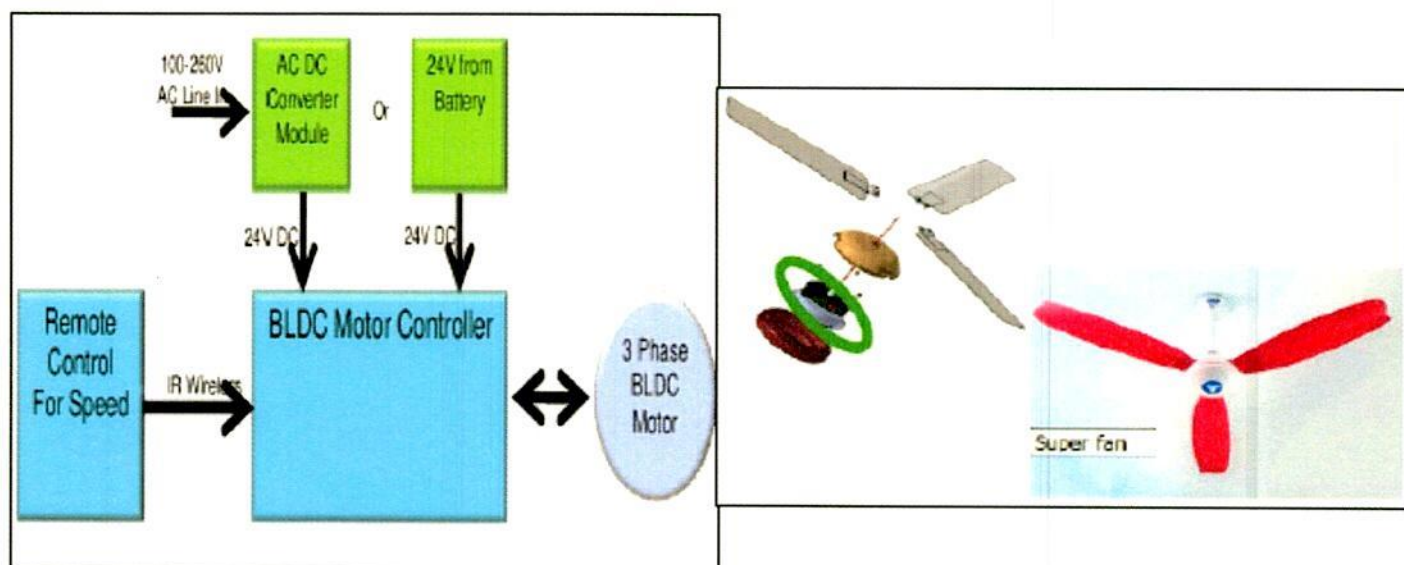 100-260V
AC Line In
AC DC
Converter
Module
Or
24V from
Battery
24V DC
24V DC
Remote
Control
For Speed
IR Wireless
BLDC Motor Controller
3 Phase
BLDC
Motor
Super fan